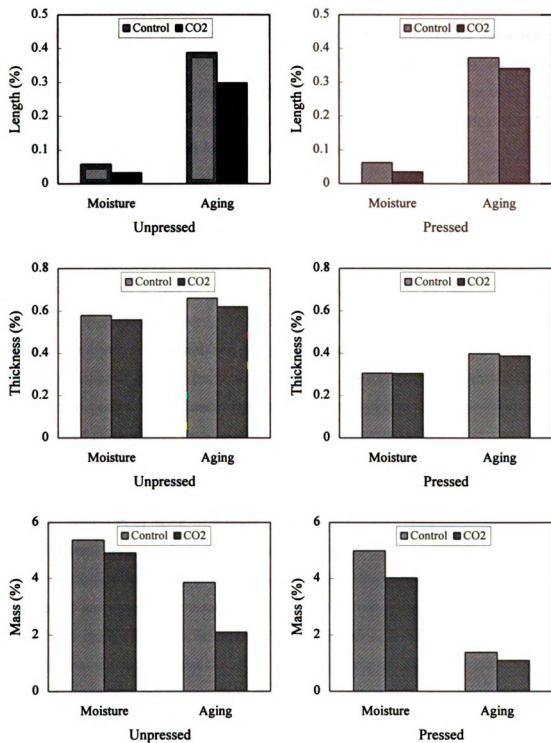 Length (%)
0.5
0.4
0.3
0.2
0.1
0
Control CO2
Moisture Aging
Unpressed
Length (%)
0.5
0.4
0.3
0.2
0.1
0
Control CO2
Moisture Aging
Pressed
Thickness (%)
0.8
0.6
0.4
0.2
0
Control CO2
Moisture Aging
Unpressed
Thickness (%)
0.8
0.6
0.4
0.2
0
Control CO2
Moisture Aging
Pressed
Mass (%)
6
4
2
0
Control CO2
Moisture Aging
Unpressed
Mass (%)
6
4
2
0
Control CO2
Moisture Aging
Pressed